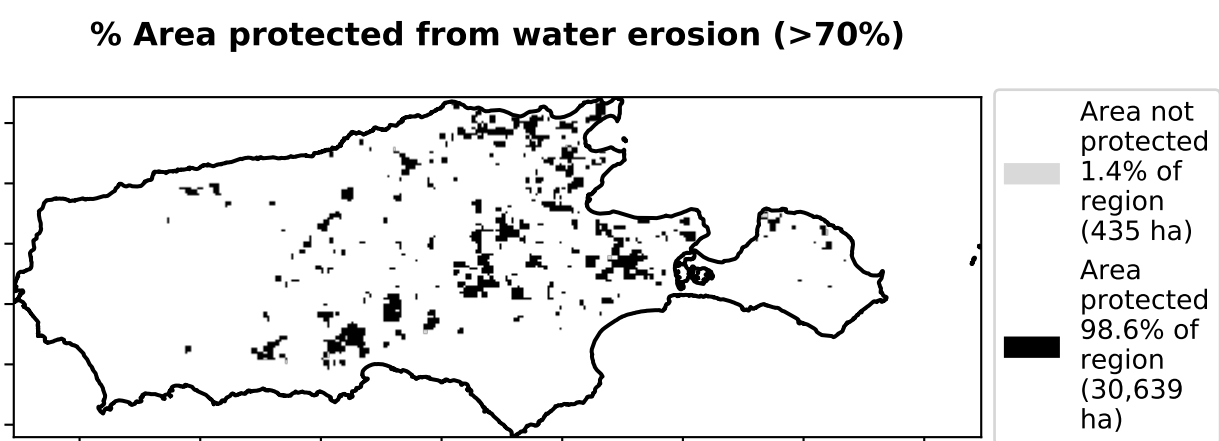 % Area protected from water erosion (>70%)
Area not
protected
1.4% of
region
(435 ha)
Area
protected
98.6% of
region
(30,639
ha)